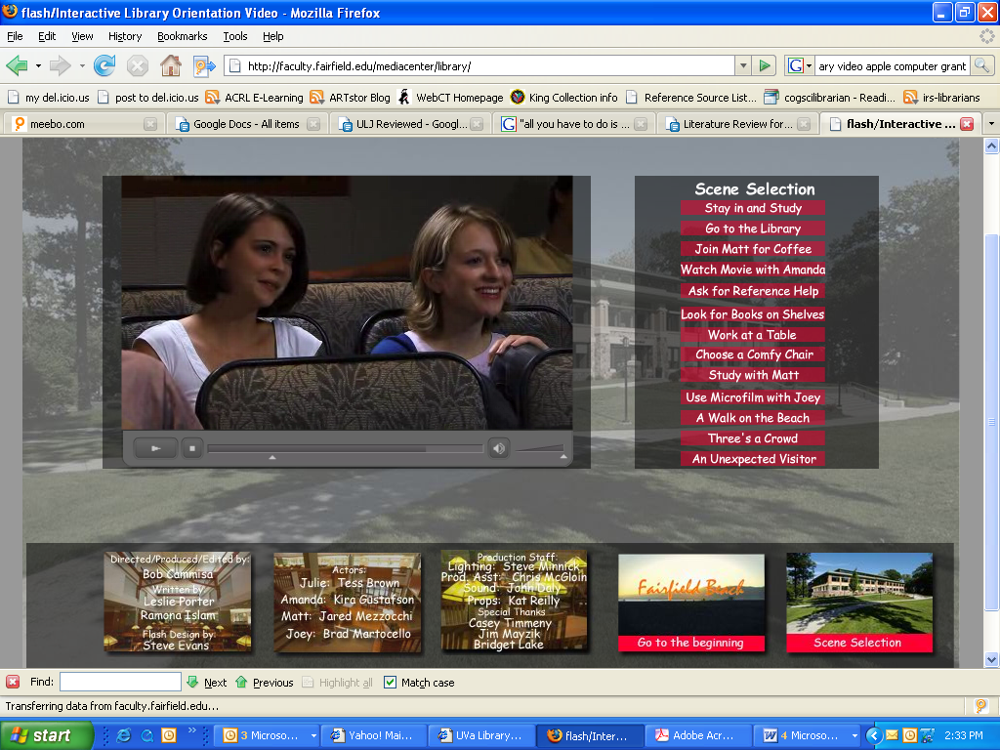 flash/Interactive Library Orientation Video - Mozilla Firefox
File Edit View History Bookmarks Tools Help
http://faculty.fairfield.edu/mediacenter/library/
G
ary video apple computer grant
my del.icio.us post to del.icio.us ACRL E-Learning ARTstor Blog WebCT Homepage King Collection info Reference Source List... cogscilibrarian - Readi... irs-librarians
meebo.com Google Docs - All items ULJ Reviewed - Googl... "all you have to do is ... Literature Review for... flash/Interactive ...
Scene Selection
Stay in and Study
Go to the Library
Join Matt for Coffee
Watch Movie with Amanda
Ask for Reference Help
Look for Books on Shelves
Work at a Table
Choose a Comfy Chair
Study with Matt
Use Microfilm with Joey
A Walk on the Beach
Three's a Crowd
An Unexpected Visitor
Directed/Produced/Edited by:
Bob Cammisa
Written by:
Leslie Porter
Ramona Islam
Flash Design by:
Steve Evans
Actors:
Julie: Tess Brown
Amanda: Kira Gustafson
Matt: Jared Mezzocchi
Joey: Brad Martocello
Production Staff:
Lighting: Steve Minnick
Prod. Asst: Chris McGloin
Sound: John Daly
Props: Kat Reilly
Special Thanks
Casey Timmeny
Jim Mayzik
Bridget Lake
Fairfield Beach
Go to the beginning
Scene Selection
Find: Next Previous Highlight all Match case
Transferring data from faculty.fairfield.edu...
start 3 Microso... Yahoo! Mai... UVa Library... flash/Inter... Adobe Acr... 4 Microso... 2:33 PM